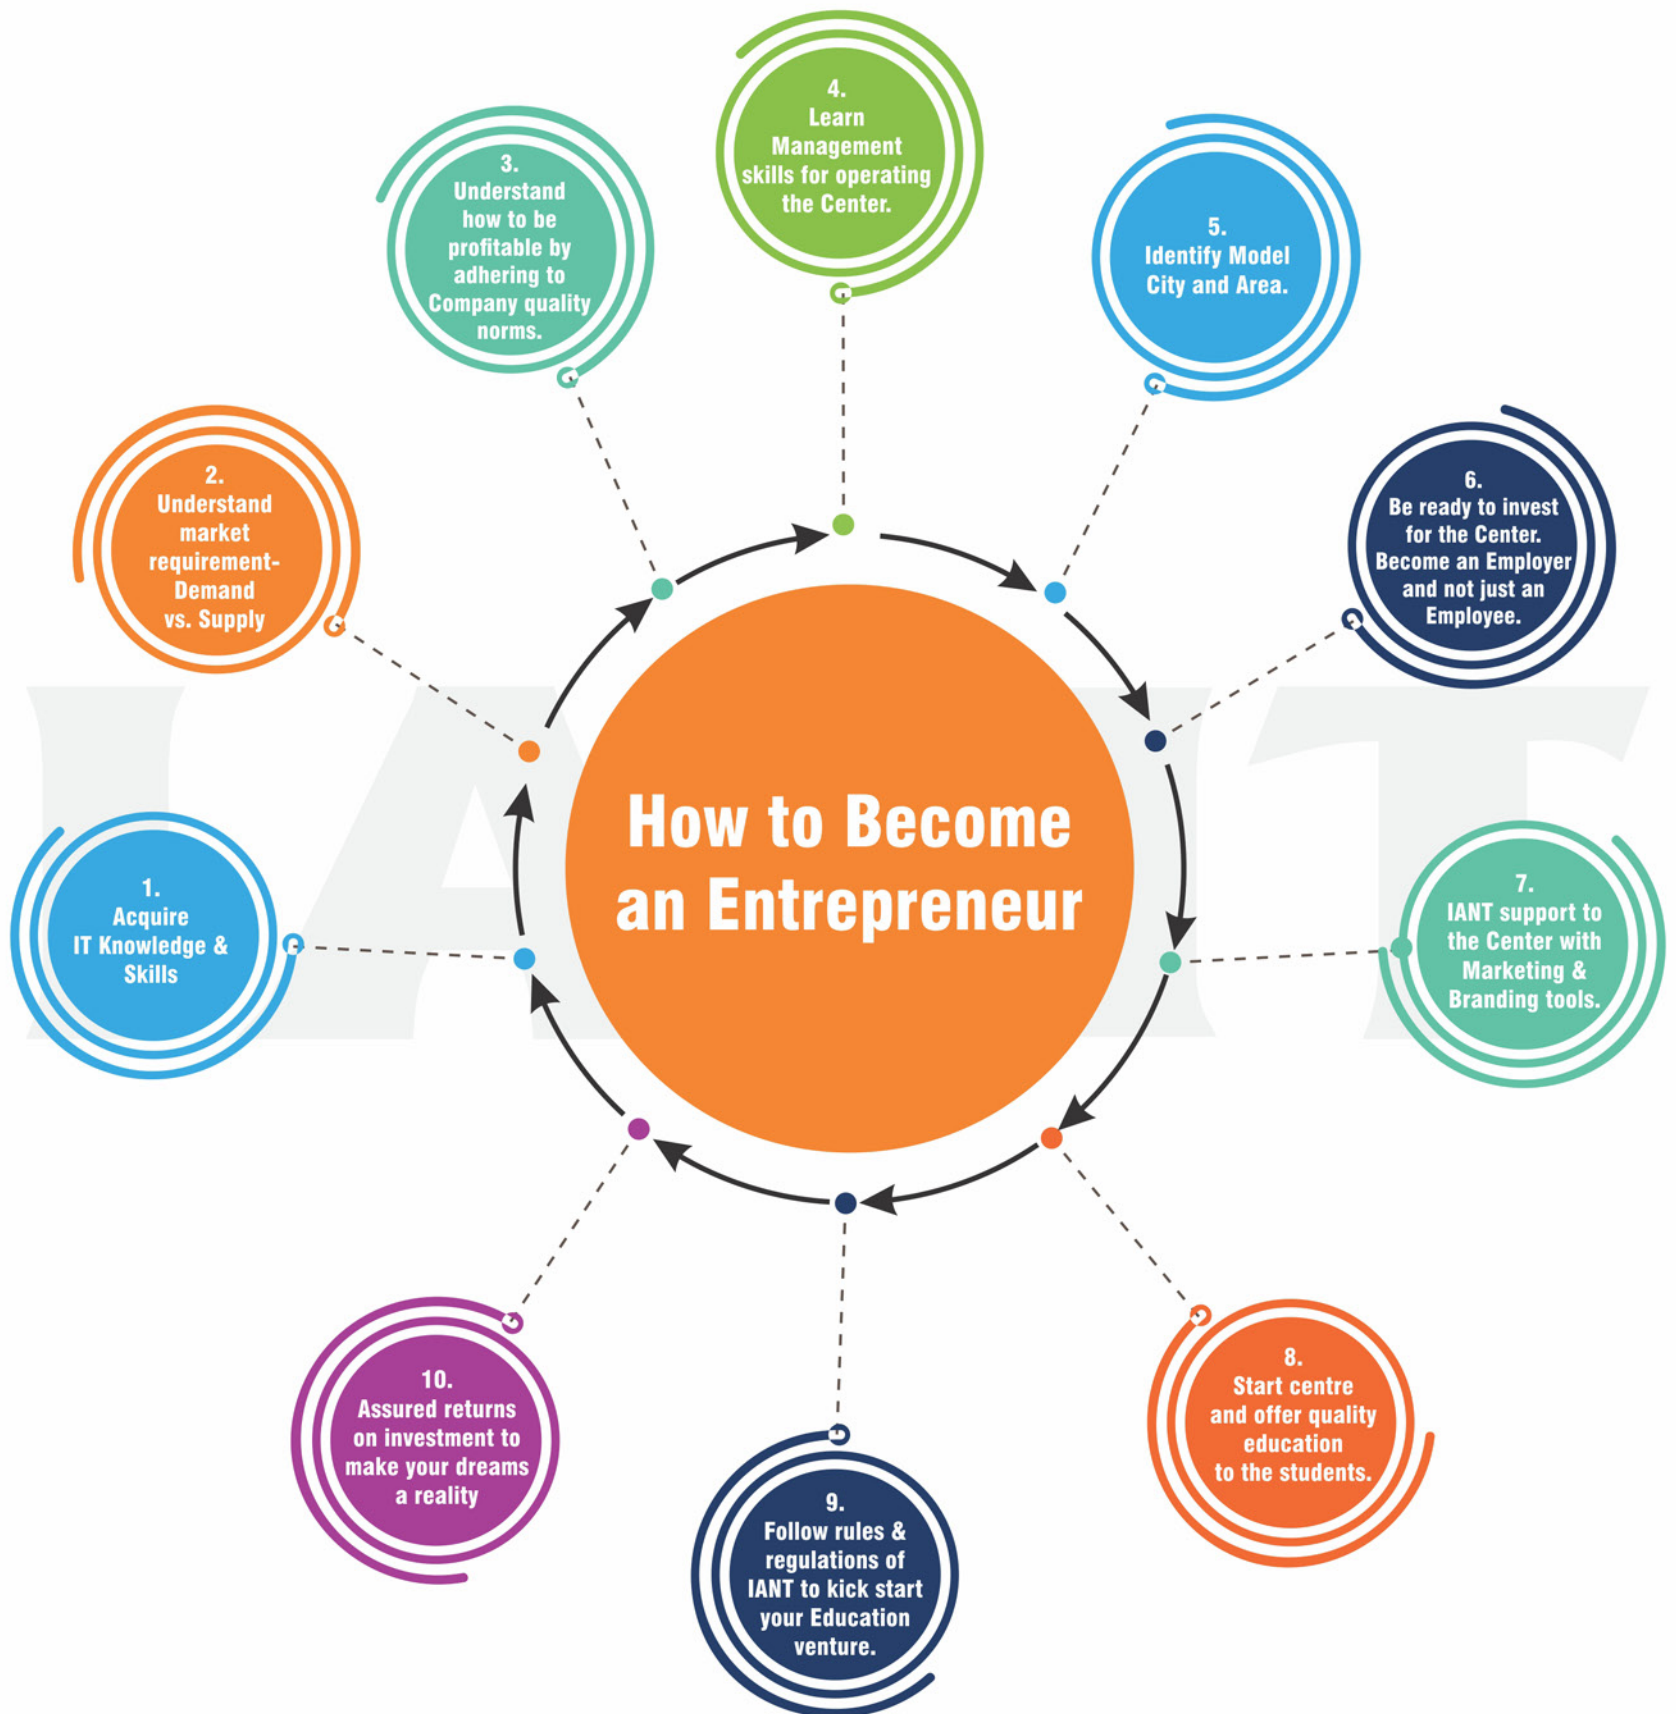 How to Become
an Entrepreneur
1.
Acquire
IT Knowledge &
Skills
2.
Understand
market
requirement-
Demand
vs. Supply
3.
Understand
how to be
profitable by
adhering to
Company quality
norms.
4.
Learn
Management
skills for operating
the Center.
5.
Identify Model
City and Area.
6.
Be ready to invest
for the Center.
Become an Employer
and not just an
Employee.
7.
IANT support to
the Center with
Marketing &
Branding tools.
8.
Start centre
and offer quality
education
to the students.
9.
Follow rules &
regulations of
IANT to kick start
your Education
venture.
10.
Assured returns
on investment to
make your dreams
a reality